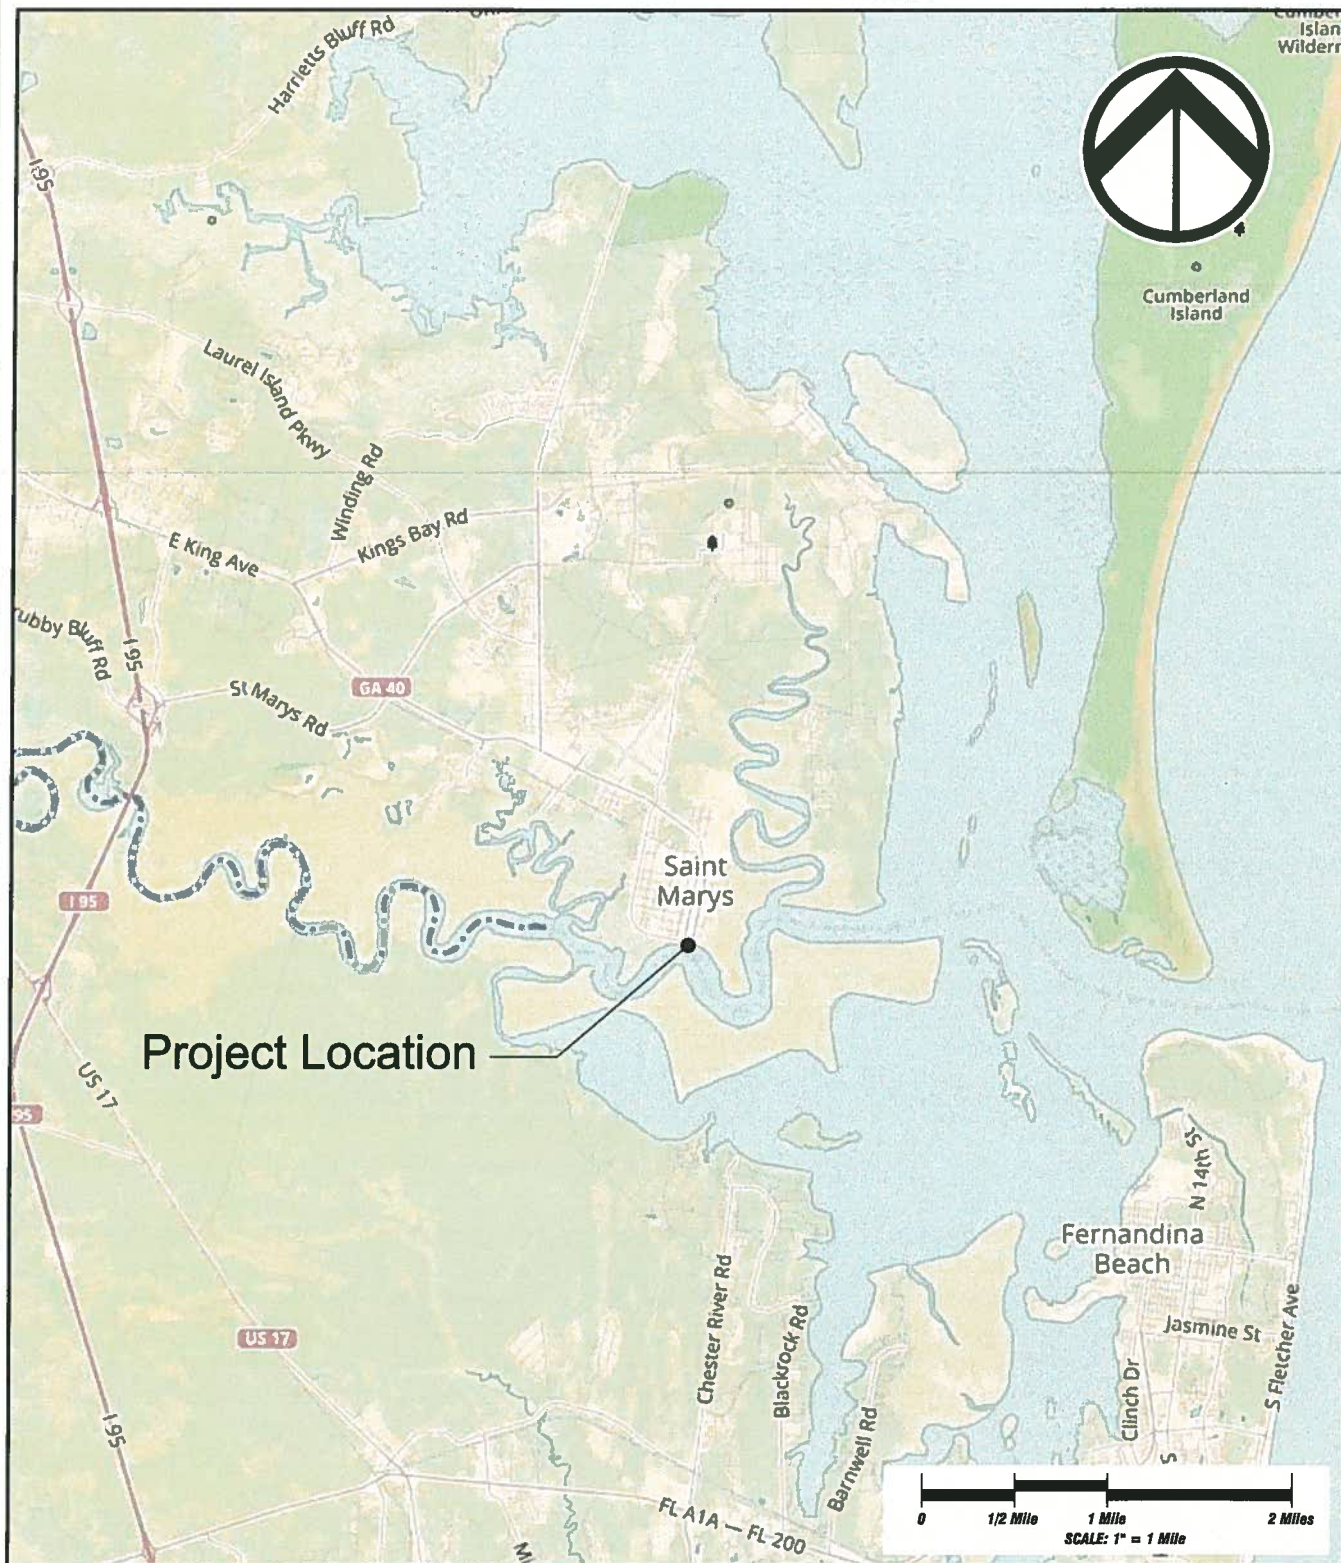 Harrietts Bluff Rd
Island
Cumberland
Island
I 95
Laurel Island Pkwy
Winding Rd
Kings Bay Rd
E King Ave
I 95
St Marys Rd
GA 40
Saint
Marys
I 95
Project Location
US 17
95
N 14th St
Fernandina
Beach
Chester River Rd
Blackrock Rd
Jasmine St
S Fletcher Ave
US 17
Clinch Dr
Barnwell Rd
I 95
S
FL A1A — FL 200
0 1/2 Mile 1 Mile 2 Miles
SCALE: 1" = 1 Mile